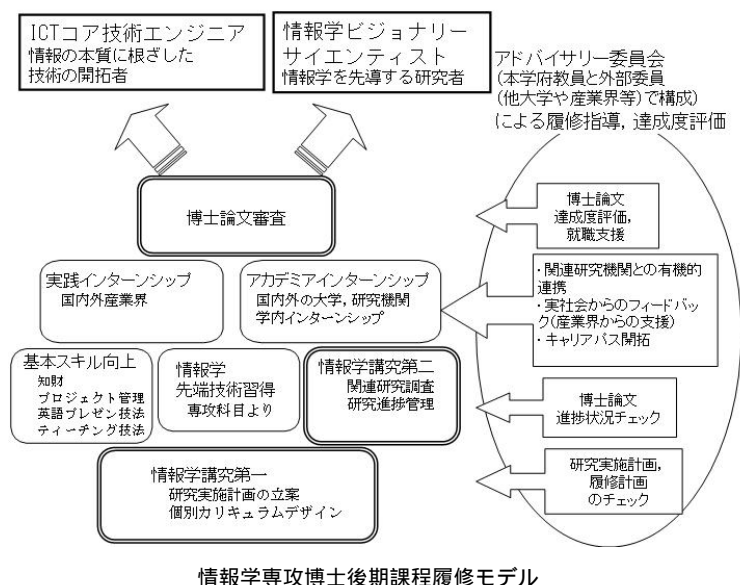 ICTコア技術エンジニア
情報の本質に根ざした
技術の開拓者
情報学ビジョナリー
サイエンティスト
情報学を先導する研究者
アドバイサリー委員会
(本学府教員と外部委員
(他大学や産業界等)で構成)
による履修指導, 達成度評価
博士論文審査
博士論文
達成度評価,
就職支援
実践インターンシップ
国内外産業界
アカデミアインターンシップ
国内外の大学, 研究機関
学内インターンシップ
・関連研究機関との有機的
連携
・実社会からのフィードバッ
ク(産業界からの支援)
・キャリアパス開拓
基本スキル向上
知財
プロジェクト管理
英語プレゼン技法
ティーチング技法
情報学
先端技術習得
専攻科目より
情報学講究第二
関連研究調査
研究進捗管理
博士論文
進捗状況チェック
情報学講究第一
研究実施計画の立案
個別カリキュラムデザイン
研究実施計画,
履修計画
のチェック
情報学専攻博士後期課程履修モデル